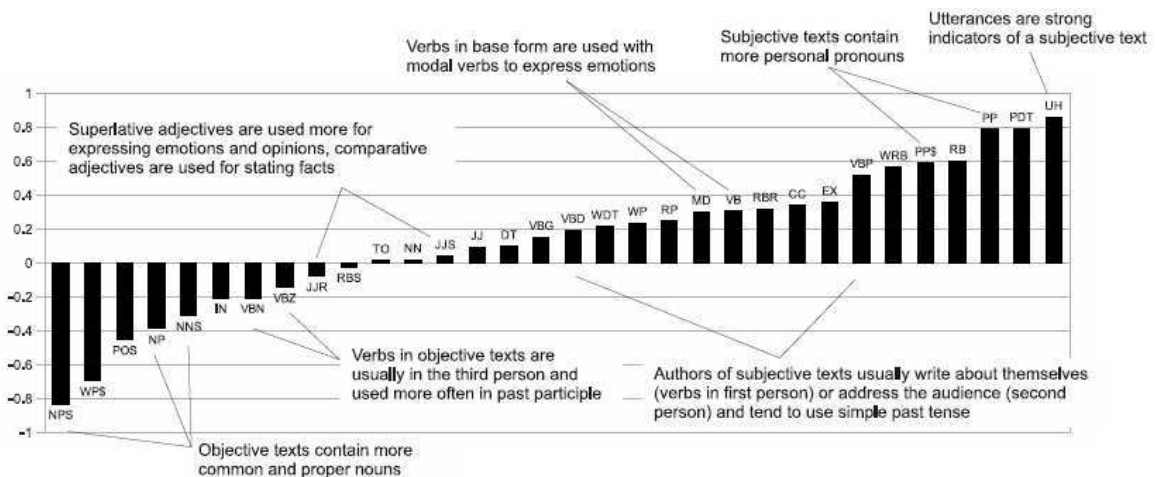 Utterances are strong
indicators of a subjective text
Subjective texts contain
more personal pronouns
Verbs in base form are used with
modal verbs to express emotions
Superlative adjectives are used more for
expressing emotions and opinions, comparative
adjectives are used for stating facts
1
0.8
0.6
0.4
0.2
0
-0.2
-0.4
-0.6
-0.8
-1
NPS
WP$
POS
NP
NNS
IN
VBN
VBZ
JJR
RBS
TO
NN
JJS
JJ
DT
VBG
VBD
WDT
WP
RP
MD
VB
RBR
CC
EX
VBP
WRB
PP$
RB
PP
PDT
UH
Verbs in objective texts are
usually in the third person and
used more often in past participle
Authors of subjective texts usually write about themselves
(verbs in first person) or address the audience (second
person) and tend to use simple past tense
Objective texts contain more
common and proper nouns